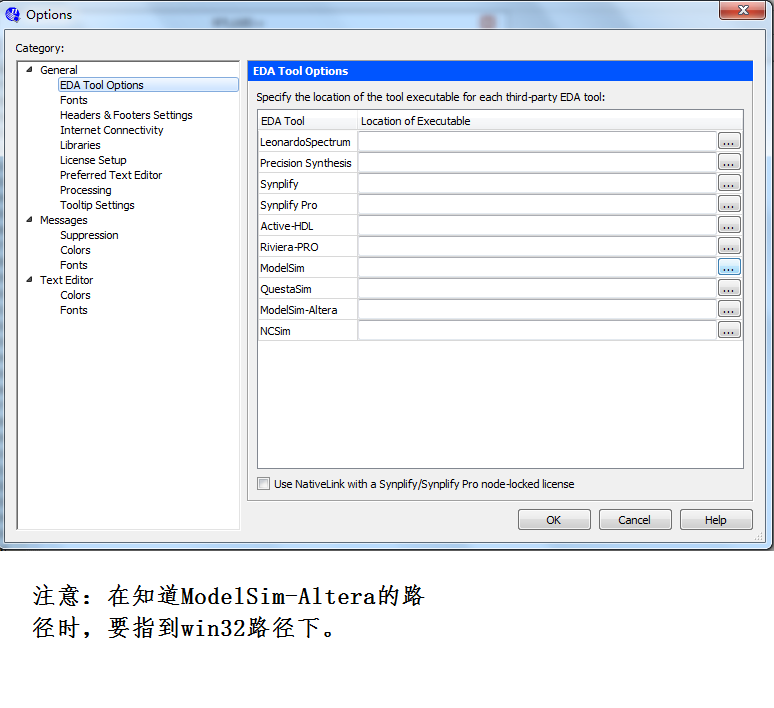 Options
Category:
General
EDA Tool Options
Fonts
Headers & Footers Settings
Internet Connectivity
Libraries
License Setup
Preferred Text Editor
Processing
Tooltip Settings
Messages
Suppression
Colors
Fonts
Text Editor
Colors
Fonts
EDA Tool Options
Specify the location of the tool executable for each third-party EDA tool:
EDA Tool Location of Executable
LeonardoSpectrum ...
Precision Synthesis ...
Synplify ...
Synplify Pro ...
Active-HDL ...
Riviera-PRO ...
ModelSim ...
QuestaSim ...
ModelSim-Altera ...
NCSim ...
Use NativeLink with a Synplify/Synplify Pro node-locked license
OK Cancel Help
注意：在知道ModelSim-Altera的路
径时，要指到win32路径下。